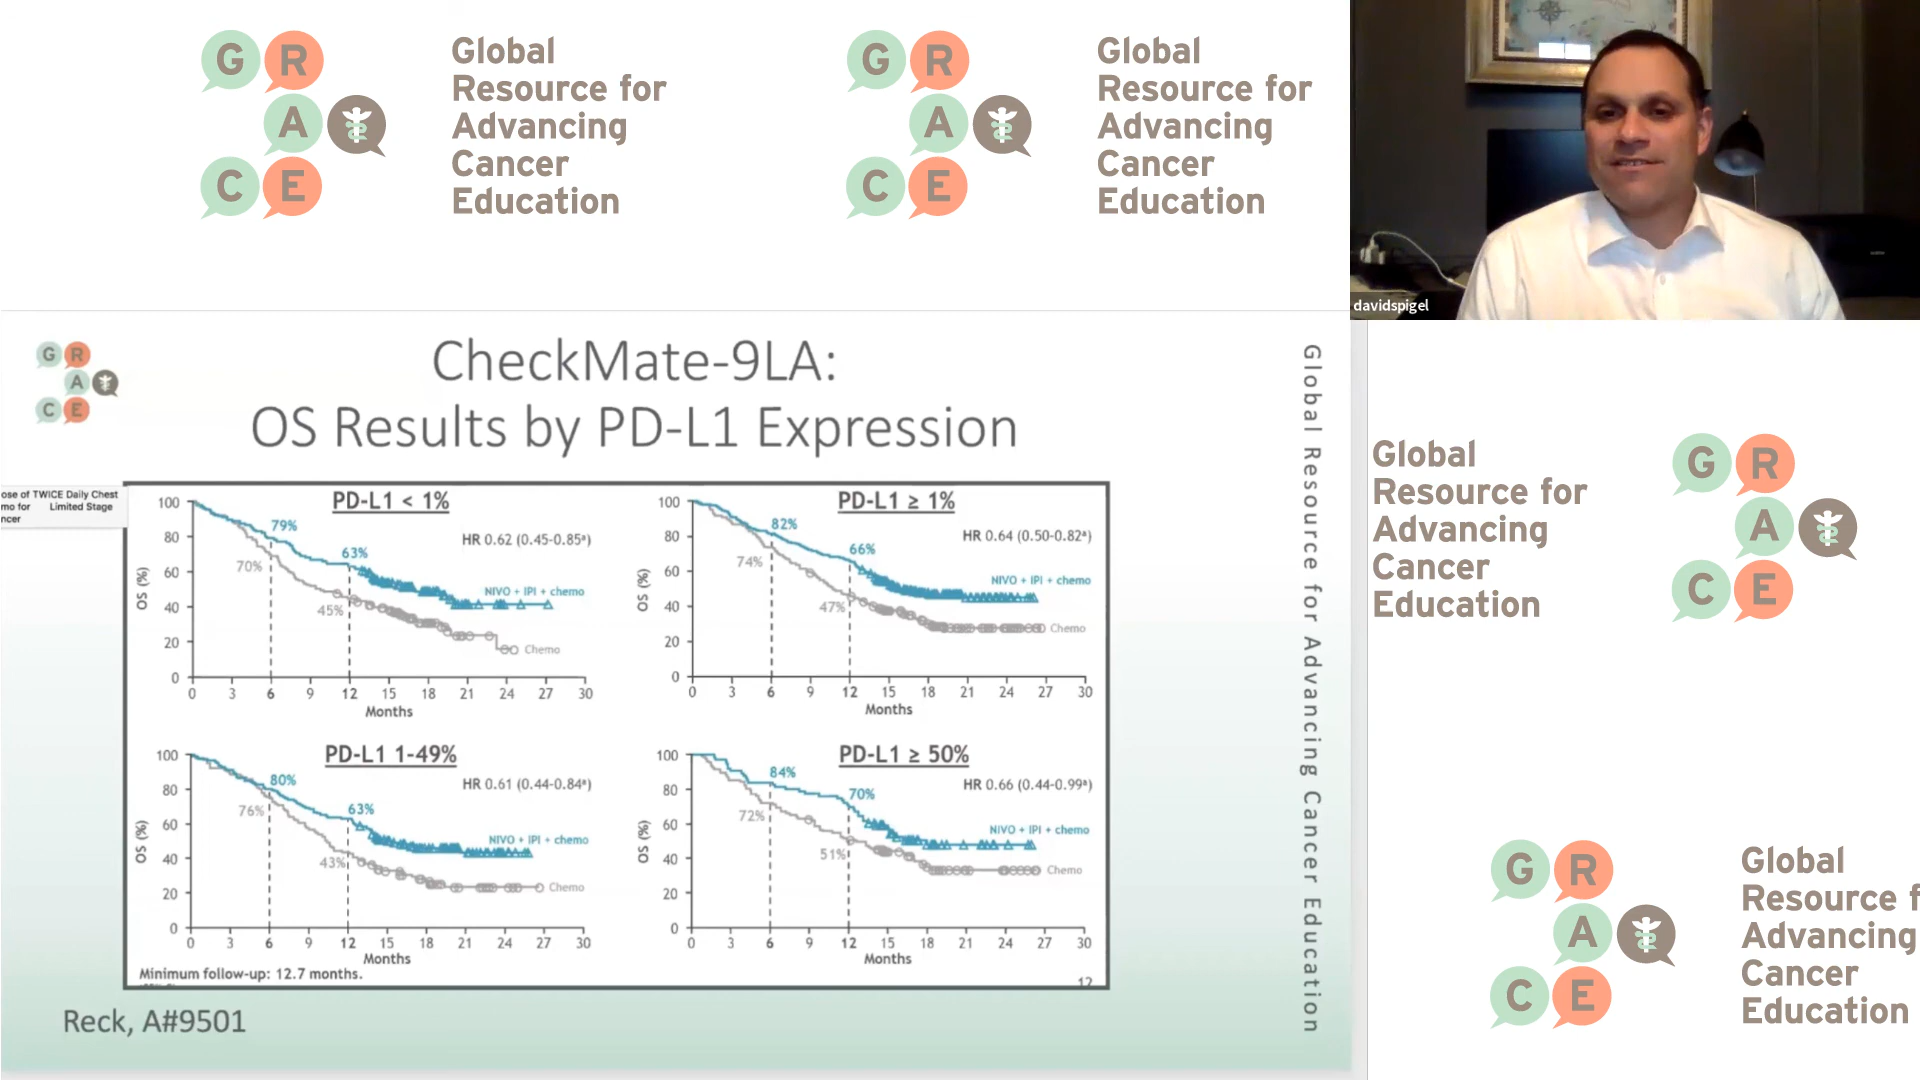 G R
A
C E
Global
Resource for
Advancing
Cancer
Education
G R
A
C E
Global
Resource for
Advancing
Cancer
Education
davidspigel
G R
A
C E
CheckMate-9LA:
OS Results by PD-L1 Expression
ose of TWICE Daily Chest
mo for Limited Stage
ncer
PD-L1 < 1%
HR 0.62 (0.45-0.85ᵃ)
100
80
60
40
20
0
OS (%)
79%
70%
63%
45%
NIVO + IPI + chemo
Chemo
0 3 6 9 12 15 18 21 24 27 30
Months
PD-L1 ≥ 1%
HR 0.64 (0.50-0.82ᵃ)
100
80
60
40
20
0
OS (%)
82%
74%
66%
47%
NIVO + IPI + chemo
Chemo
0 3 6 9 12 15 18 21 24 27 30
Months
PD-L1 1-49%
HR 0.61 (0.44-0.84ᵃ)
100
80
60
40
20
0
OS (%)
80%
76%
63%
43%
NIVO + IPI + chemo
Chemo
0 3 6 9 12 15 18 21 24 27 30
Months
PD-L1 ≥ 50%
HR 0.66 (0.44-0.99ᵃ)
100
80
60
40
20
0
OS (%)
84%
72%
70%
51%
NIVO + IPI + chemo
Chemo
0 3 6 9 12 15 18 21 24 27 30
Months
Minimum follow-up: 12.7 months.
12
Reck, A#9501
Global Resource for Advancing Cancer Education
Global
Resource for
Advancing
Cancer
Education
G R
A
C E
G R
A
C E
Global
Resource f
Advancing
Cancer
Education